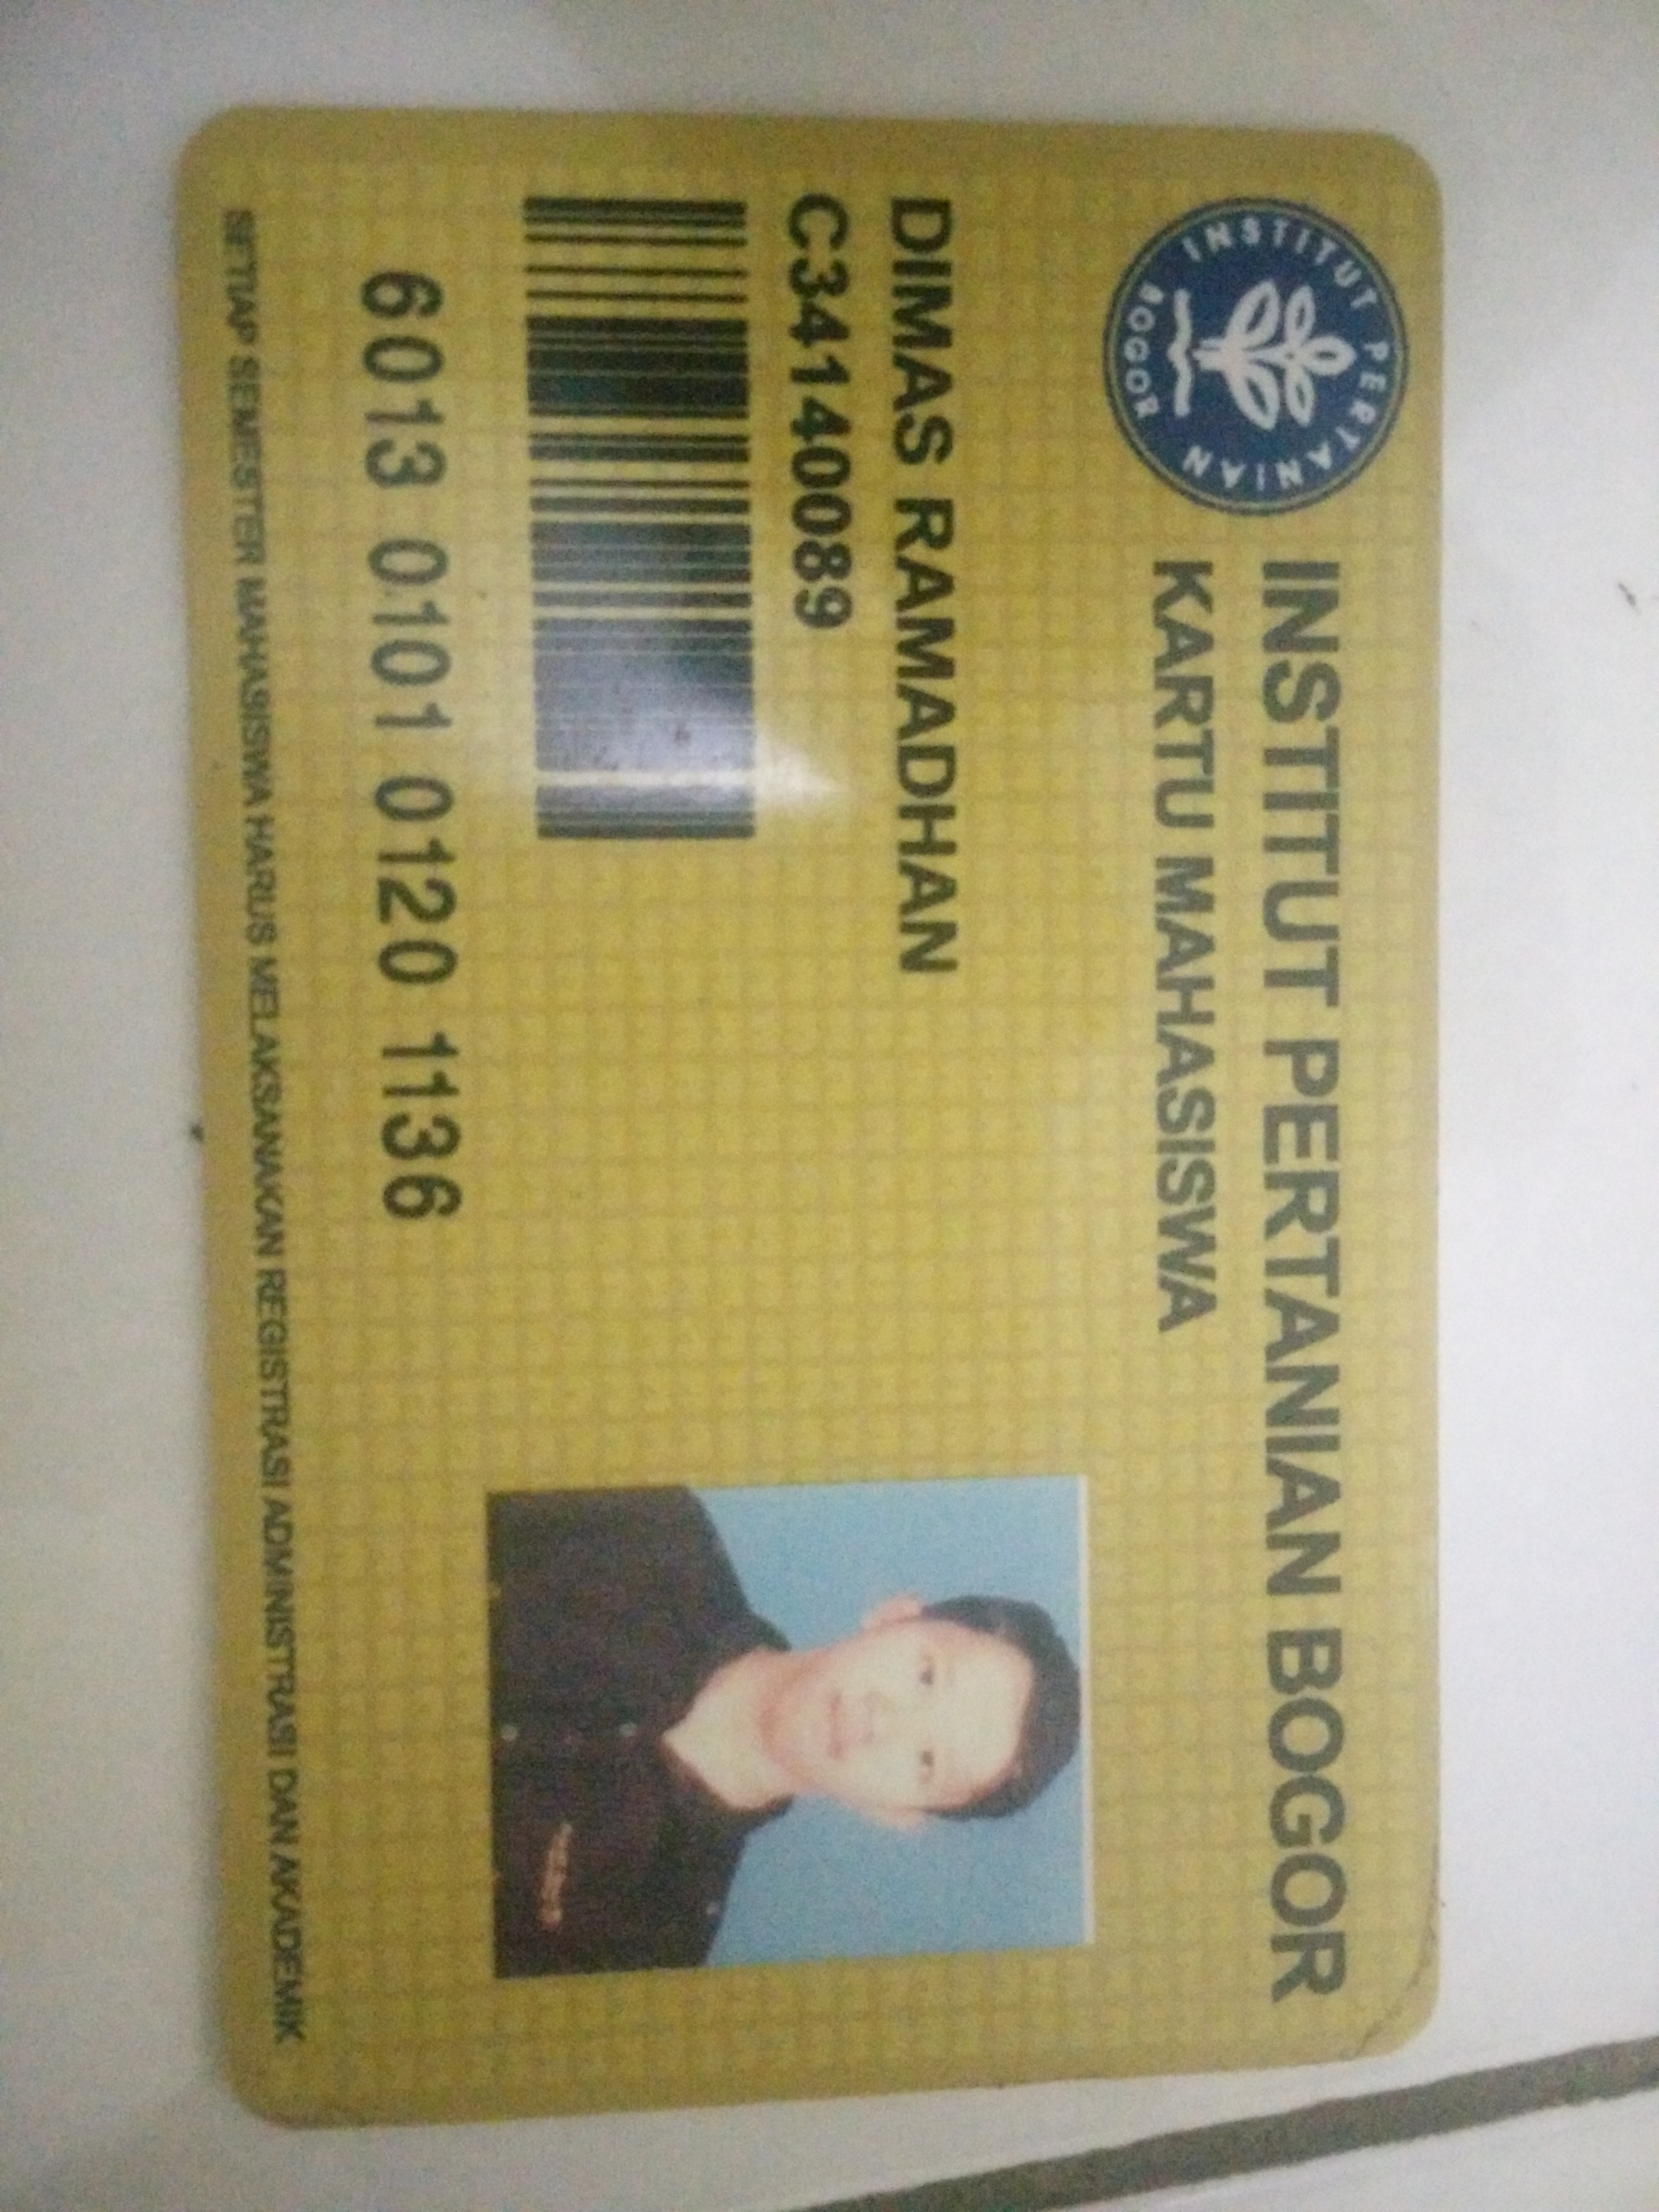 INSTITUT PERTANIAN BOGOR
INSTITUT PERTANIAN BOGOR
KARTU MAHASISWA
DIMAS RAMADHAN
C34140089
6013 0101 0120 1136
SETIAP SEMESTER MAHASISWA HARUS MELAKSANAKAN REGISTRASI ADMINISTRASI DAN AKADEMIK